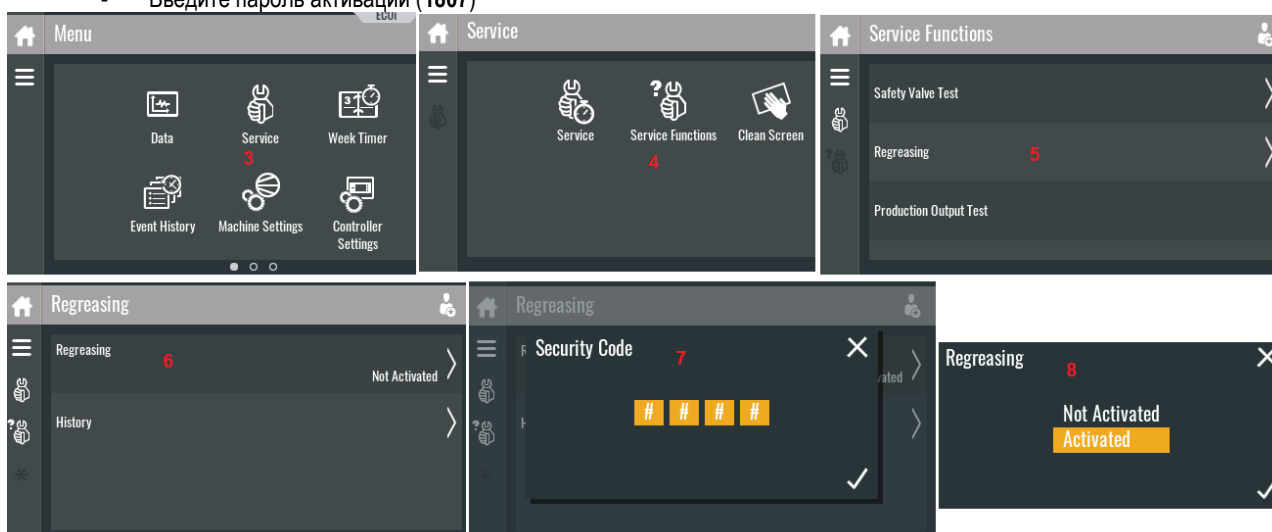 - Введите пароль активации (1807)
ECO1
Menu
Data
Service
Week Timer
3
Event History
Machine Settings
Controller
Settings
Service
Service
Service Functions
Clean Screen
4
Service Functions
Safety Valve Test
Regreasing
5
Production Output Test
Regreasing
Regreasing
6
Not Activated
History
Regreasing
Security Code
7
# # # #
vated
Regreasing
8
Not Activated
Activated